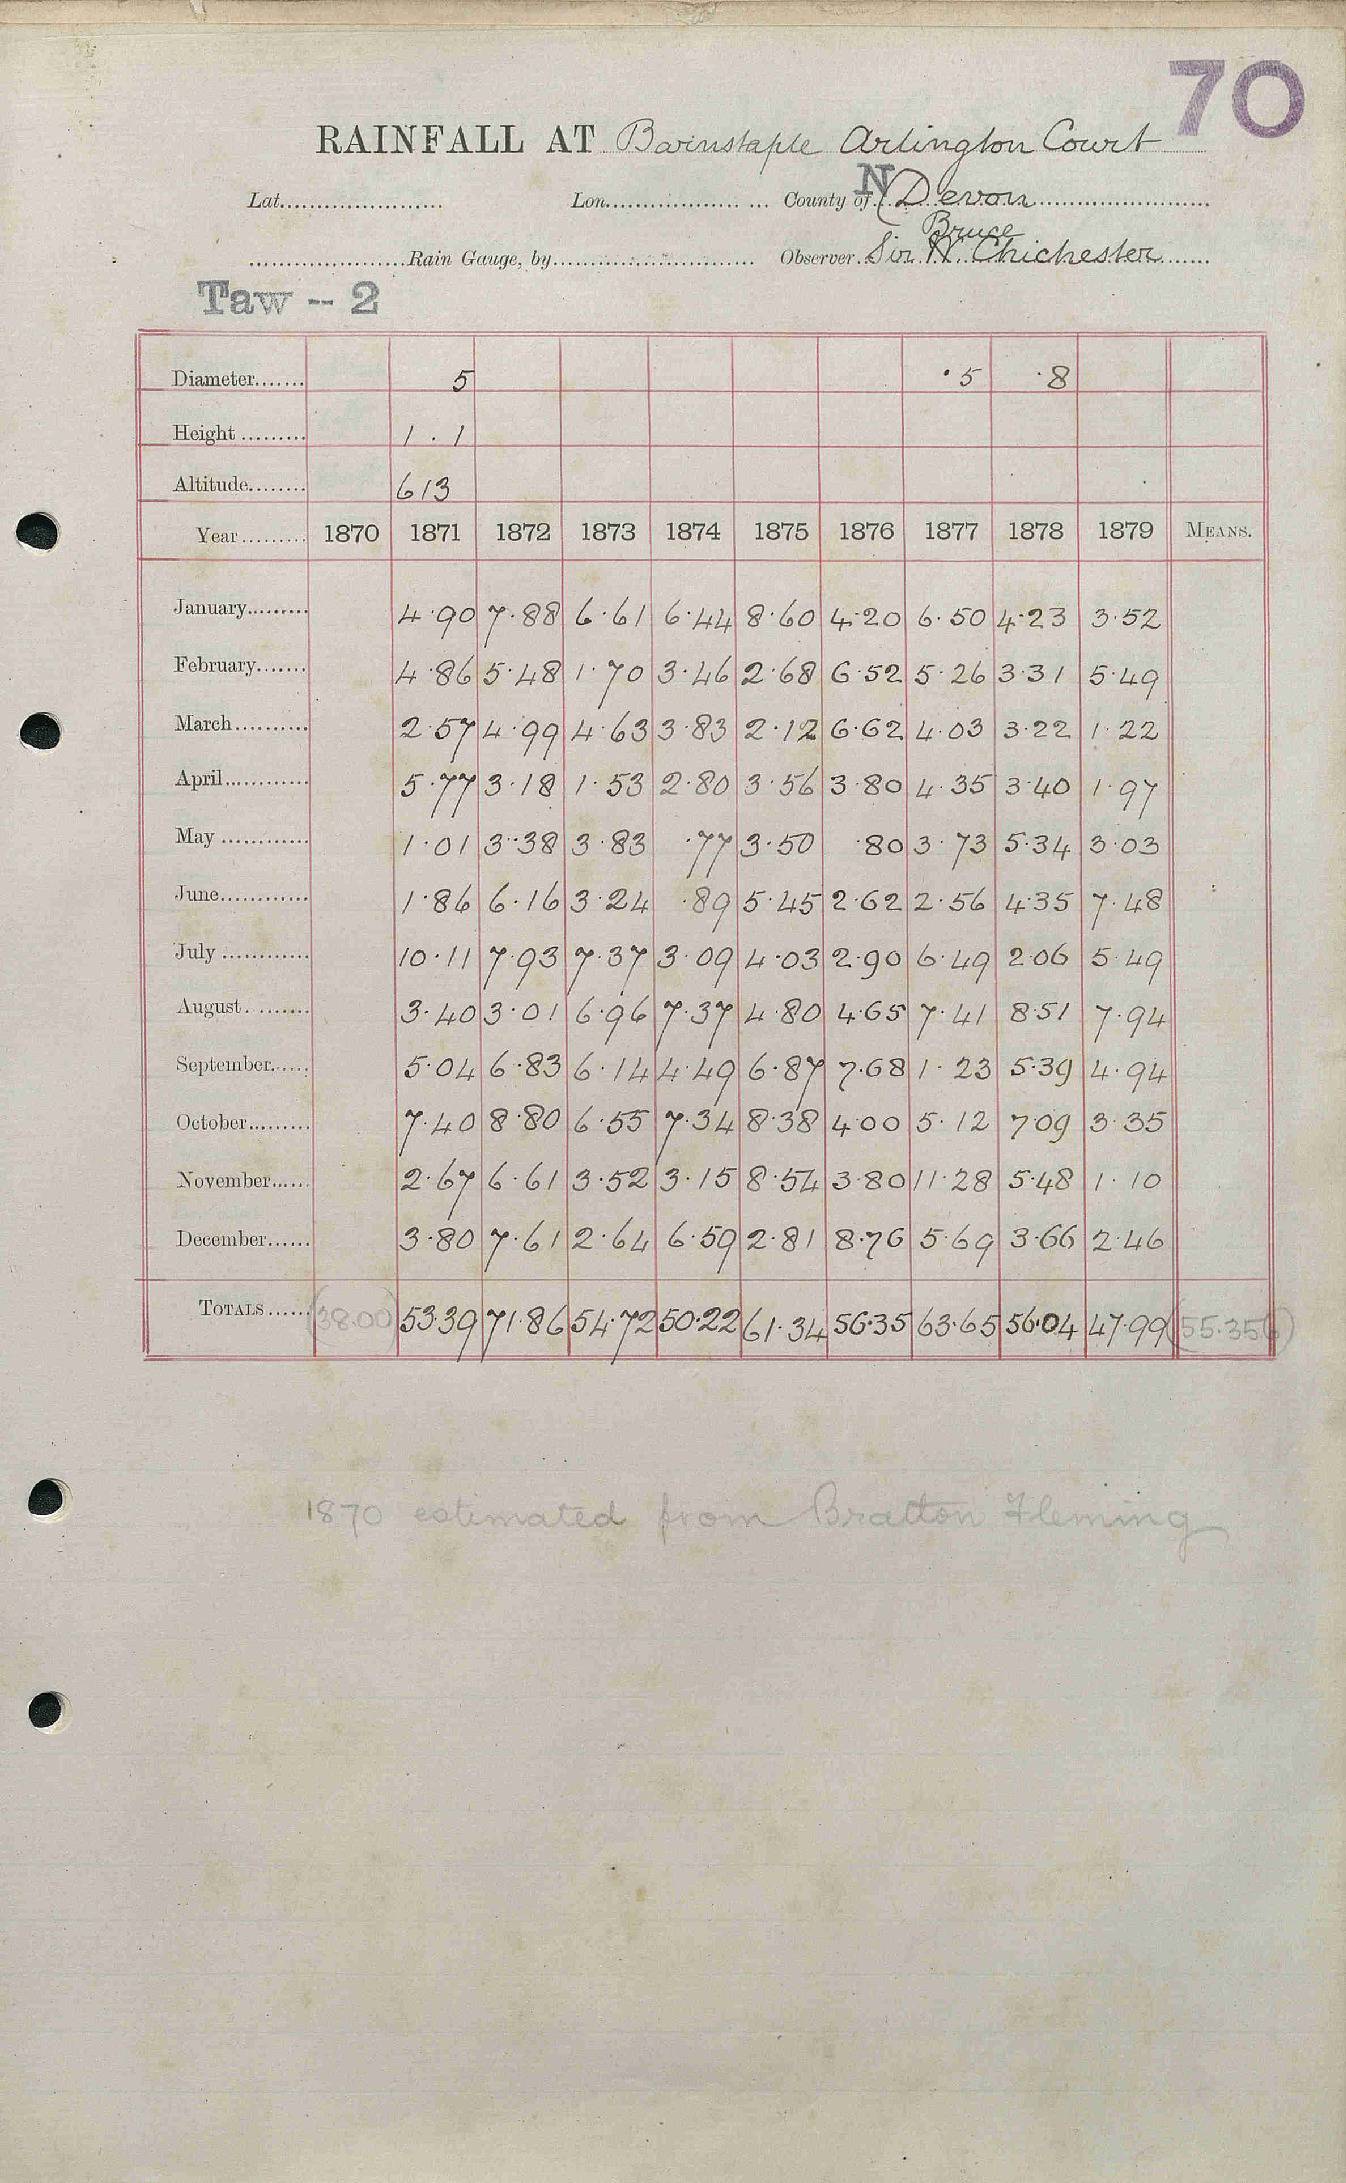 70
RAINFALL AT Barnstaple Arlington Court
Lat. Lon. County of N. Devon
Bruce
Rain Gauge, by Observer. Sir N. Chichester
Taw -- 2
Diameter 5 ·5 ·8
Height 1 . 1
Altitude 613
Year 1870 1871 1872 1873 1874 1875 1876 1877 1878 1879 MEANS.
January 4·90 7·88 6·61 6·44 8·60 4·20 6·50 4·23 3·52
February 4·86 5·48 1·70 3·46 2·68 6·52 5·26 3·31 5·49
March 2·57 4·99 4·63 3·83 2·12 6·62 4·03 3·22 1·22
April 5·77 3·18 1·53 2·80 3·56 3·80 4·35 3·40 1·97
May 1·01 3·38 3·83 ·77 3·50 ·80 3·73 5·34 3·03
June 1·86 6·16 3·24 ·89 5·45 2·62 2·56 4·35 7·48
July 10·11 7·93 7·37 3·09 4·03 2·90 6·49 2·06 5·49
August 3·40 3·01 6·96 7·37 4·80 4·65 7·41 8·51 7·94
September 5·04 6·83 6·14 4·49 6·87 7·68 1·23 5·39 4·94
October 7·40 8·80 6·55 7·34 8·38 4·00 5·12 7·09 3·35
November 2·67 6·61 3·52 3·15 8·54 3·80 11·28 5·48 1·10
December 3·80 7·61 2·64 6·59 2·81 8·76 5·69 3·66 2·46
TOTALS (38.00) 53·39 71·86 54·72 50·22 61·34 56·35 63·65 56·04 47·99 (55.356)
1870 estimated from Bratton Fleming